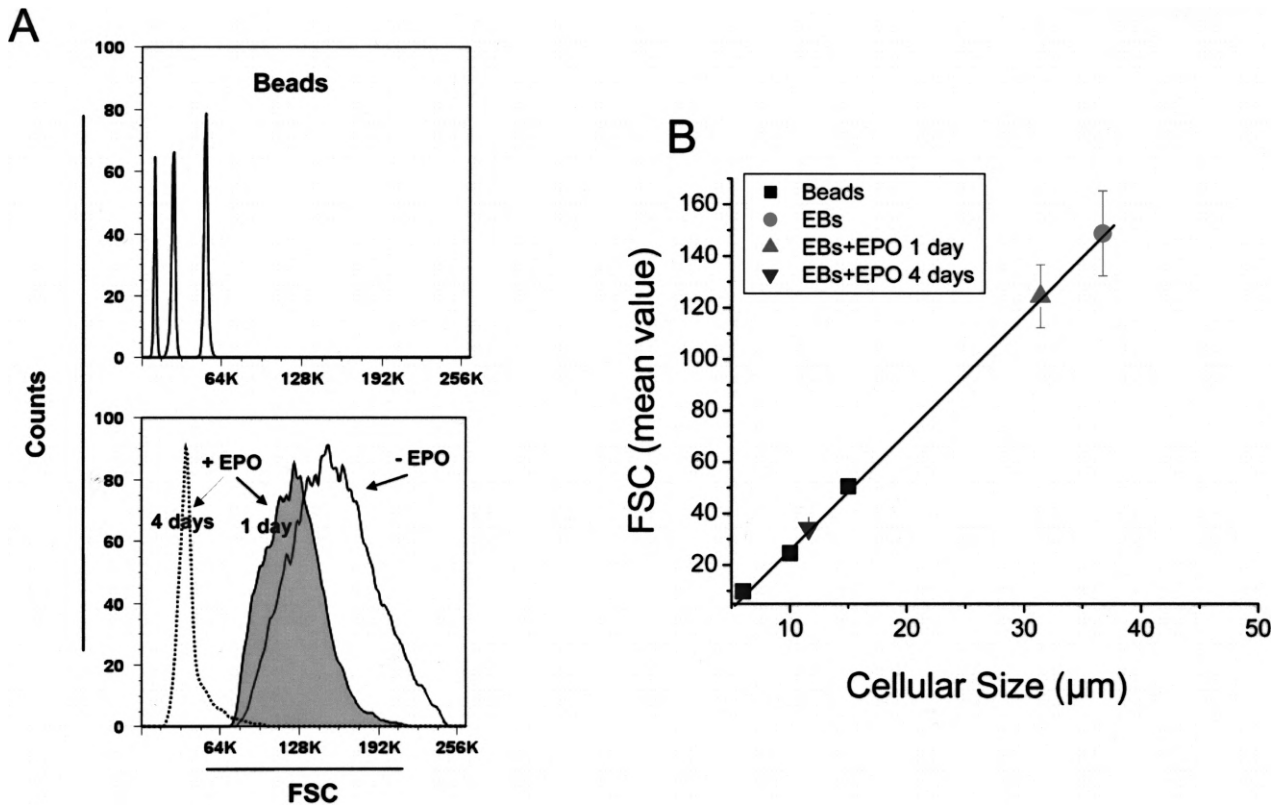 A
100
80
60
40
20
0
Beads
64K
128K
192K
256K
Counts
100
80
60
40
20
0
+ EPO
- EPO
4 days
1 day
64K
128K
192K
256K
FSC
B
Beads
EBs
EBs+EPO 1 day
EBs+EPO 4 days
160
140
120
100
80
60
40
20
FSC (mean value)
10
20
30
40
50
Cellular Size (µm)